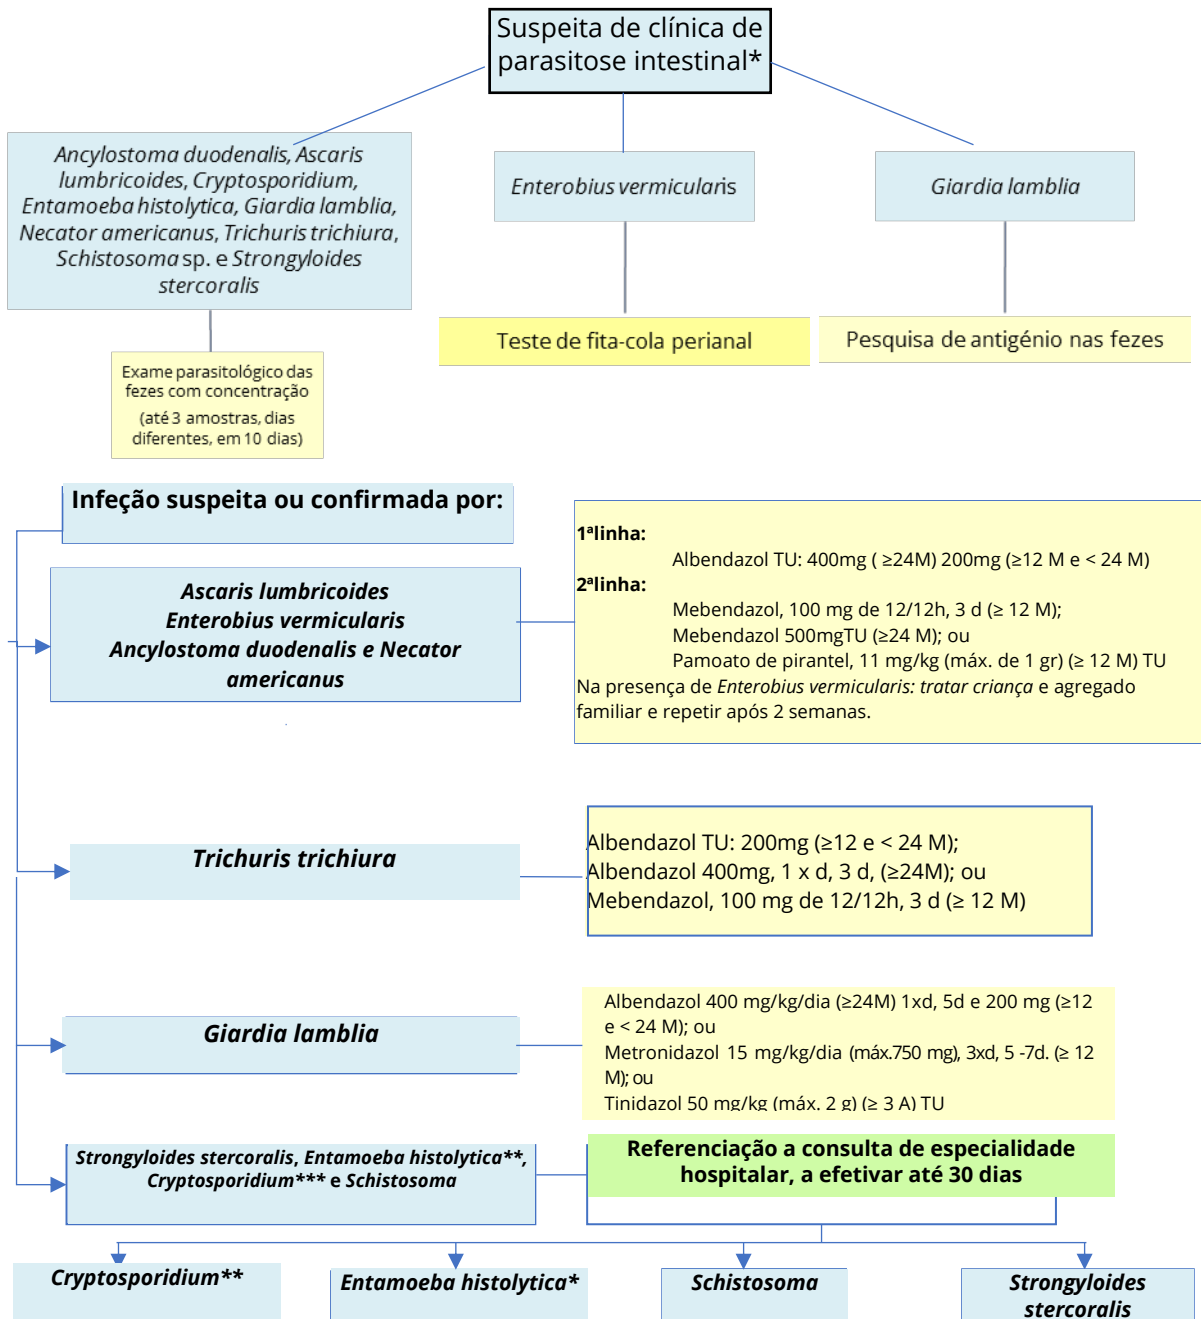 Suspeita de clínica de
parasitose intestinal*
Ancylostoma duodenalis, Ascaris
lumbricoides, Cryptosporidium,
Entamoeba histolytica, Giardia lamblia,
Necator americanus, Trichuris trichiura,
Schistosoma sp. e Strongyloides
stercoralis
Enterobius vermicularis
Giardia lamblia
Exame parasitológico das
fezes com concentração
(até 3 amostras, dias
diferentes, em 10 dias)
Teste de fita-cola perianal
Pesquisa de antigénio nas fezes
Infeção suspeita ou confirmada por:
Ascaris lumbricoides
Enterobius vermicularis
Ancylostoma duodenalis e Necator
americanus
1ªlinha:
Albendazol TU: 400mg ( ≥24M) 200mg (≥12 M e < 24 M)
2ªlinha:
Mebendazol, 100 mg de 12/12h, 3 d (≥ 12 M);
Mebendazol 500mgTU (≥24 M); ou
Pamoato de pirantel, 11 mg/kg (máx. de 1 gr) (≥ 12 M) TU
Na presença de Enterobius vermicularis: tratar criança e agregado
familiar e repetir após 2 semanas.
Trichuris trichiura
Albendazol TU: 200mg (≥12 e < 24 M);
Albendazol 400mg, 1 x d, 3 d, (≥24M); ou
Mebendazol, 100 mg de 12/12h, 3 d (≥ 12 M)
Giardia lamblia
Albendazol 400 mg/kg/dia (≥24M) 1xd, 5d e 200 mg (≥12
e < 24 M); ou
Metronidazol 15 mg/kg/dia (máx.750 mg), 3xd, 5 -7d. (≥ 12
M); ou
Tinidazol 50 mg/kg (máx. 2 g) (≥ 3 A) TU
Strongyloides stercoralis, Entamoeba histolytica**,
Cryptosporidium*** e Schistosoma
Referenciação a consulta de especialidade
hospitalar, a efetivar até 30 dias
Cryptosporidium**
Entamoeba histolytica*
Schistosoma
Strongyloides
stercoralis